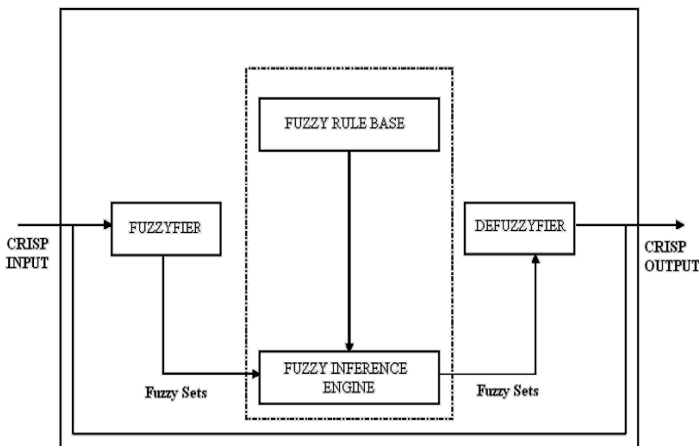 FUZZY RULE BASE
FUZZYFIER
DEFUZZYFIER
CRISP
INPUT
CRISP
OUTPUT
FUZZY INFERENCE
ENGINE
Fuzzy Sets
Fuzzy Sets